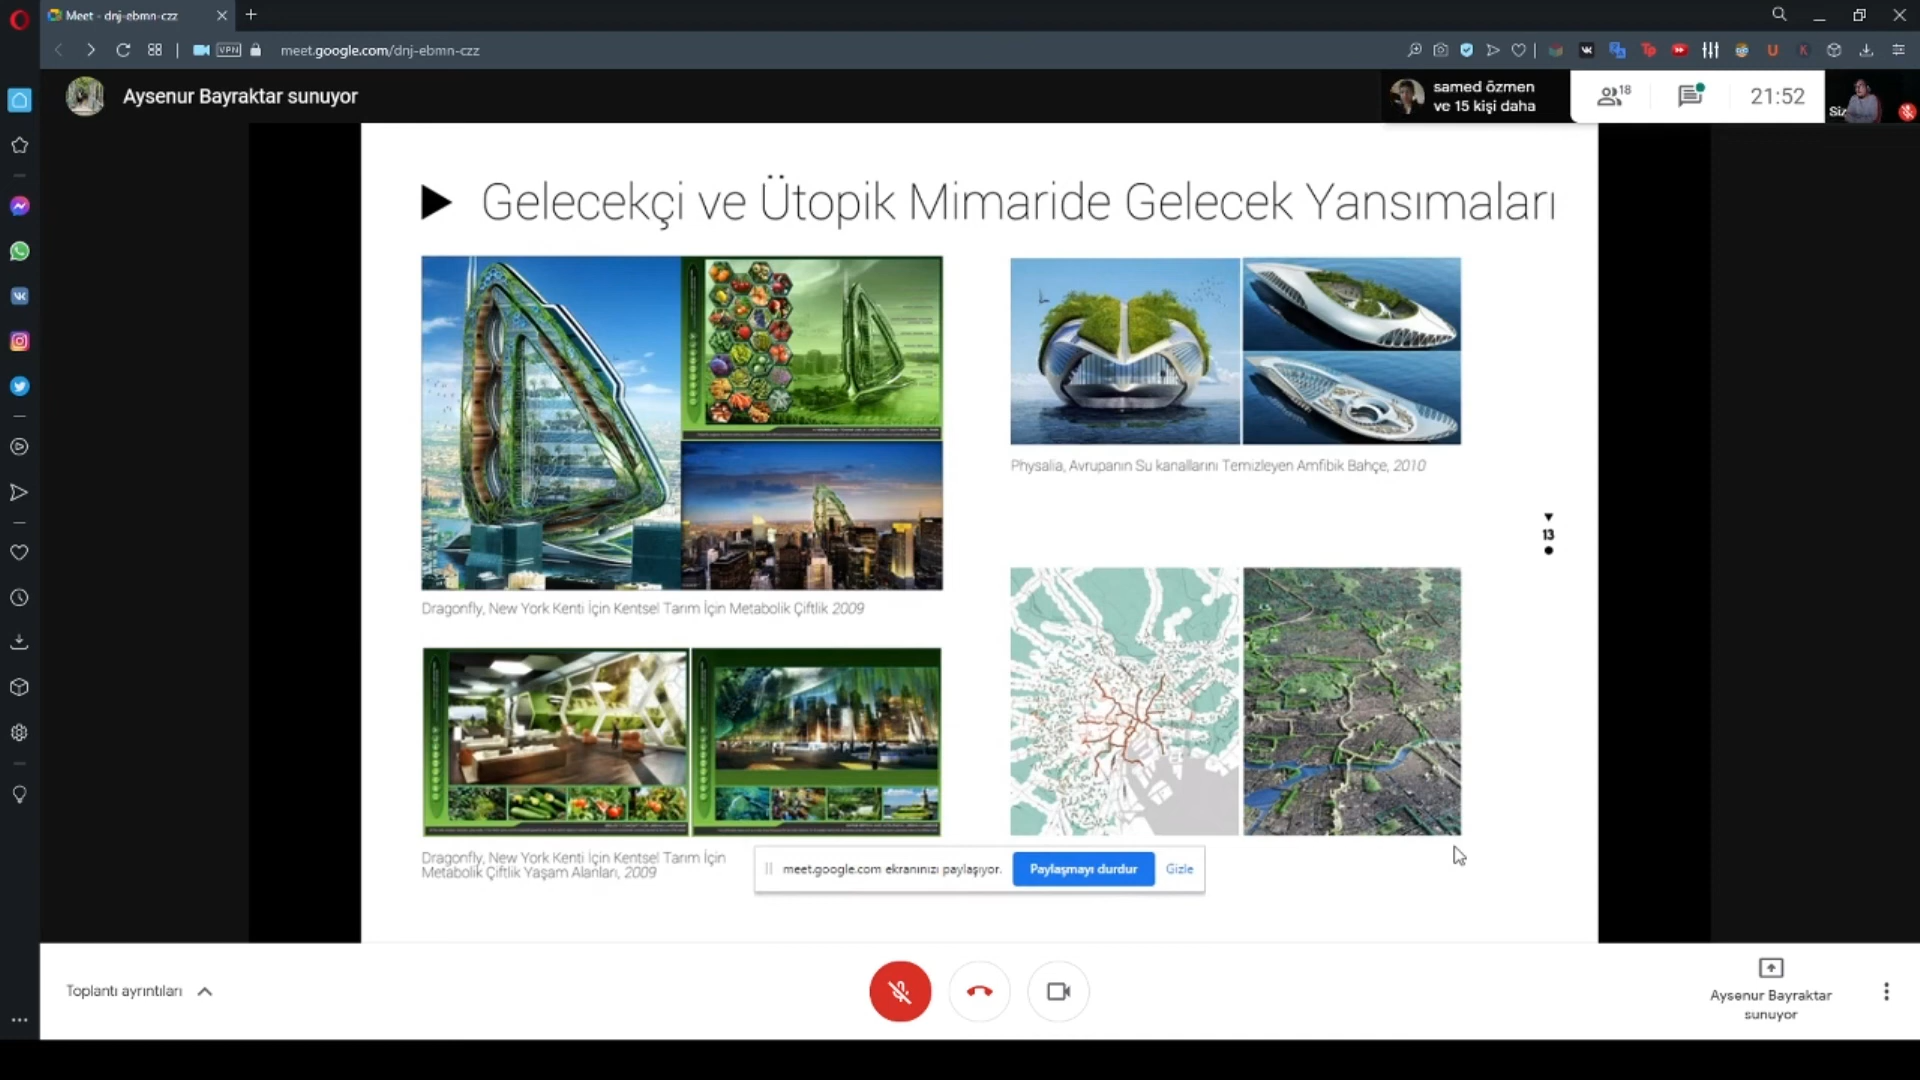 Meet - dnj-ebmn-czz
VPN
meet.google.com/dnj-ebmn-czz
Aysenur Bayraktar sunuyor
samed özmen
ve 15 kişi daha
18
21:52
Siz
Gelecekçi ve Ütopik Mimaride Gelecek Yansımaları
Dragonfly, New York Kenti İçin Kentsel Tarım İçin Metabolik Çiftlik 2009
Physalia, Avrupanın Su kanallarını Temizleyen Amfibik Bahçe, 2010
13
Dragonfly, New York Kenti İçin Kentsel Tarım İçin
Metabolik Çiftlik Yaşam Alanları, 2009
meet.google.com ekranınızı paylaşıyor.
Paylaşmayı durdur
Gizle
Toplantı ayrıntıları
Aysenur Bayraktar
sunuyor